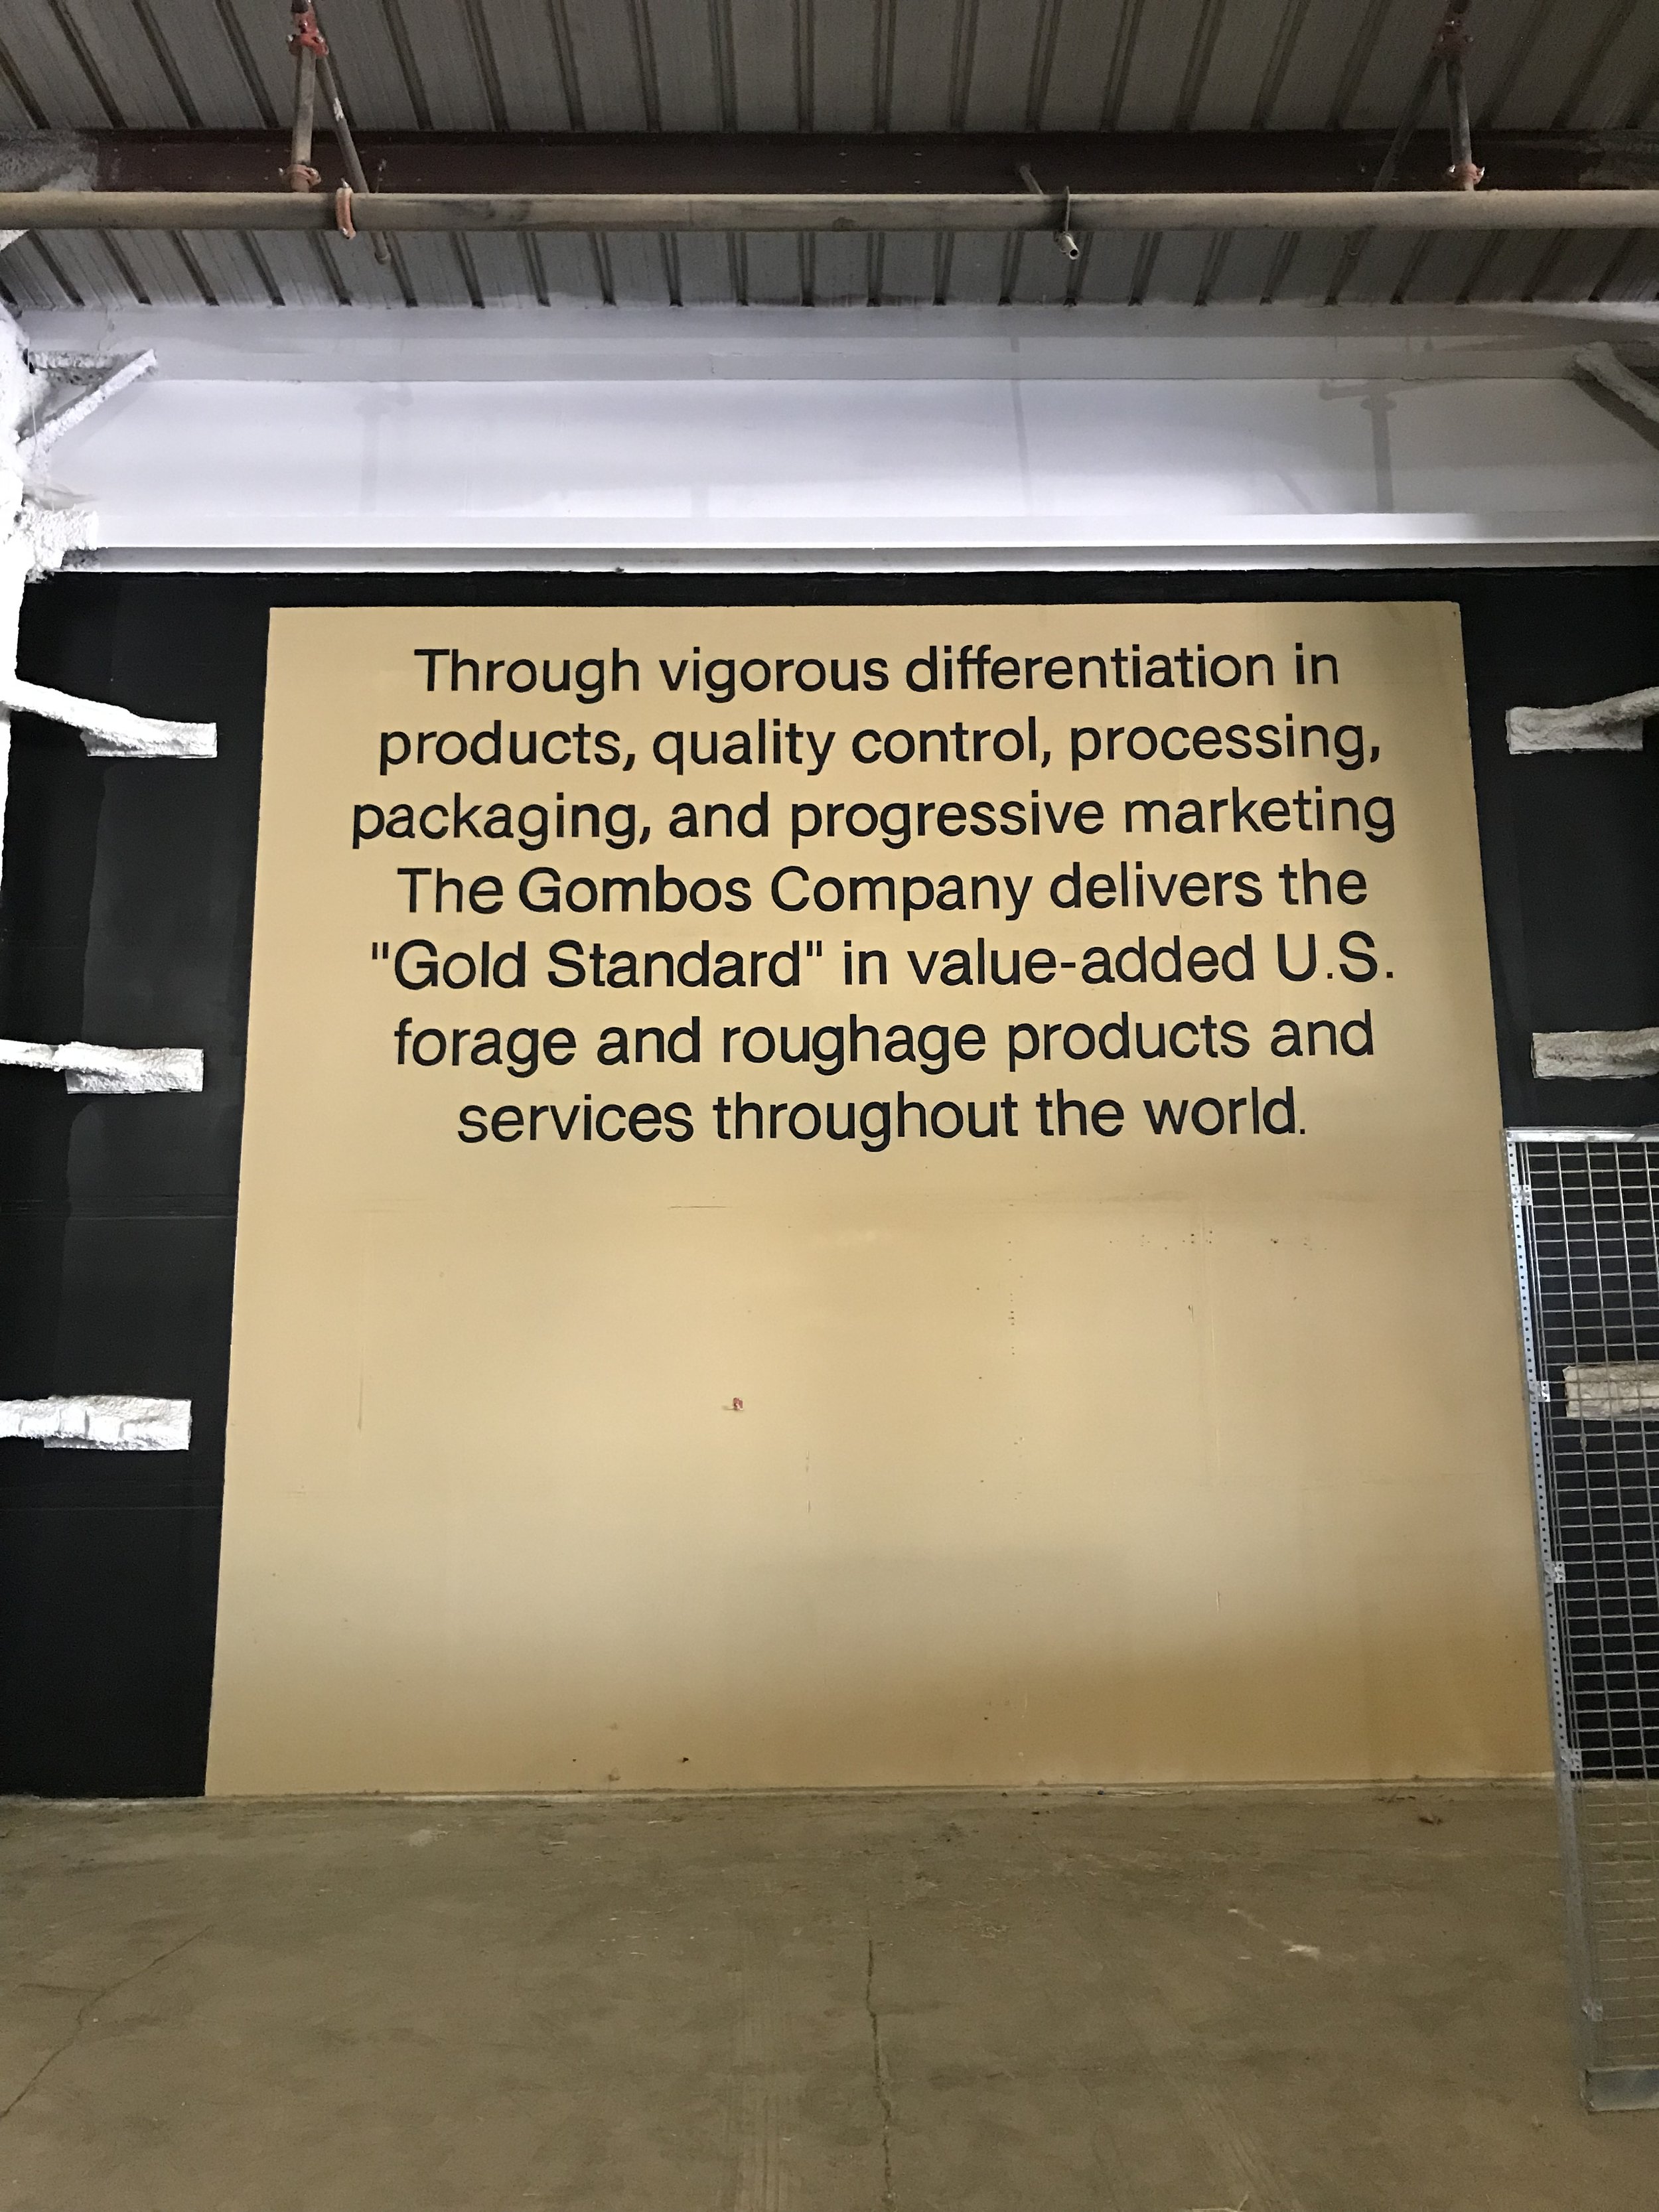 Through vigorous differentiation in
products, quality control, processing,
packaging, and progressive marketing
The Gombos Company delivers the
"Gold Standard" in value-added U.S.
forage and roughage products and
services throughout the world.